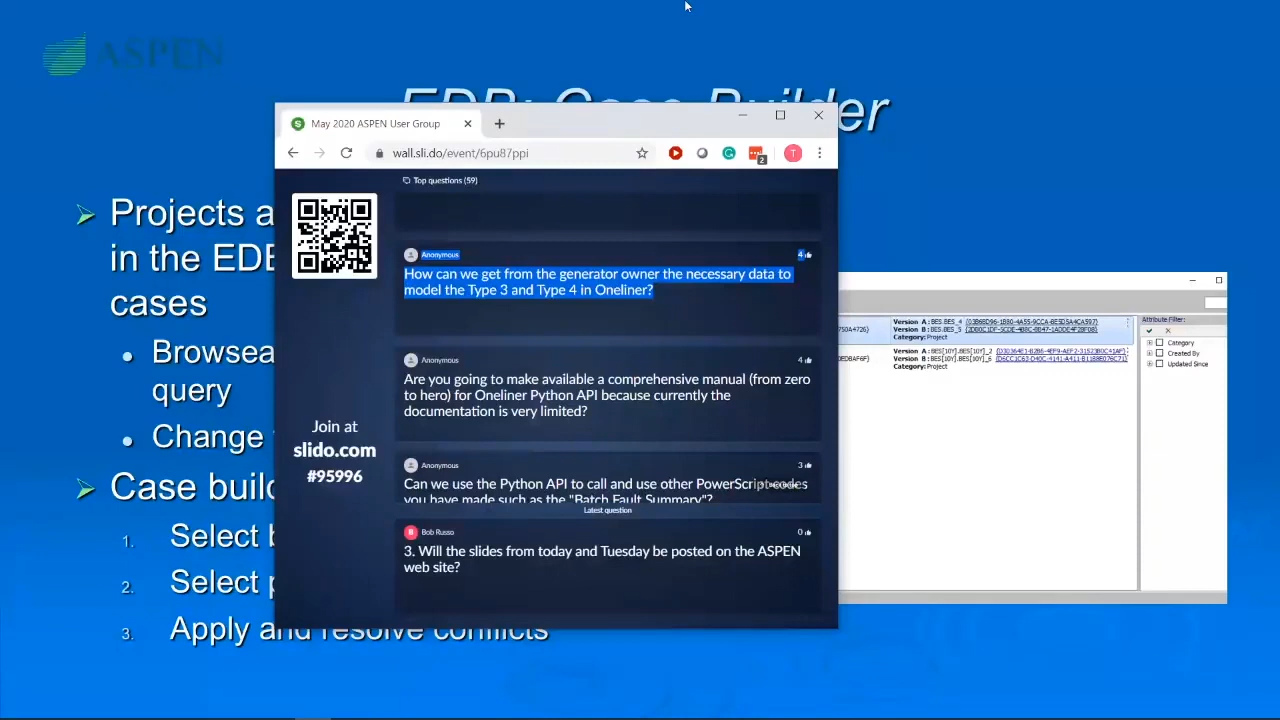 ASPEN
EDB: Case Builder
Projects a
in the EDB
cases
Browsea
query
Change
Case builc
1. Select b
2. Select p
3. Apply and resolve conflicts
May 2020 ASPEN User Group
wall.sli.do/event/6pu87ppi
2
T
Top questions (59)
Join at
slido.com
#95996
Anonymous 4
How can we get from the generator owner the necessary data to
model the Type 3 and Type 4 in Oneliner?
Anonymous 4
Are you going to make available a comprehensive manual (from zero
to hero) for Oneliner Python API because currently the
documentation is very limited?
Anonymous 3
Can we use the Python API to call and use other PowerScript codes
you have made such as the "Batch Fault Summary"?
Latest question
B Bob Russo 0
3. Will the slides from today and Tuesday be posted on the ASPEN
web site?
Version A :
Version B :
Category: Project
Version A :
Version B :
Category: Project
Attribute Filter:
Category
Created By
Updated Since